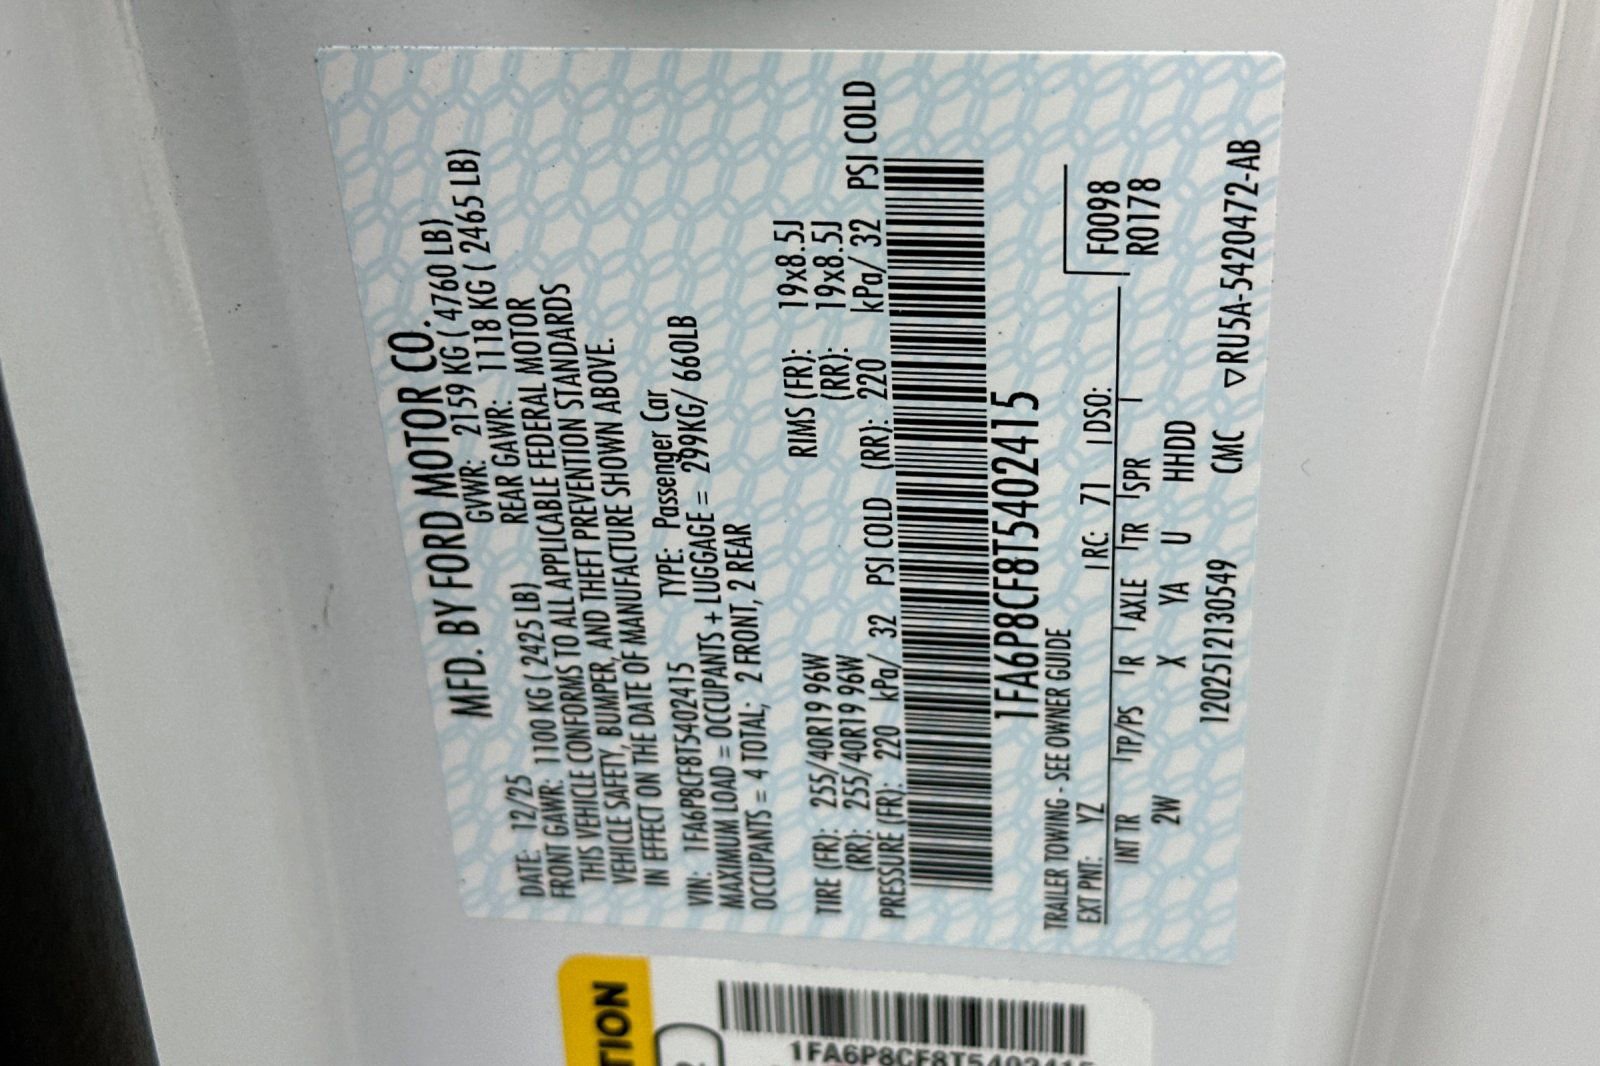 MFD. BY FORD MOTOR CO.
DATE: 12/25 GVWR: 2159 KG ( 4760 LB)
FRONT GAWR: 1100 KG ( 2425 LB) REAR GAWR: 1118 KG ( 2465 LB)
THIS VEHICLE CONFORMS TO ALL APPLICABLE FEDERAL MOTOR
VEHICLE SAFETY, BUMPER, AND THEFT PREVENTION STANDARDS
IN EFFECT ON THE DATE OF MANUFACTURE SHOWN ABOVE.
VIN: 1FA6P8CF8T5402415 TYPE: Passenger Car
MAXIMUM LOAD = OCCUPANTS + LUGGAGE = 299KG/ 660LB
OCCUPANTS = 4 TOTAL; 2 FRONT, 2 REAR
TIRE (FR): 255/40R19 96W RIMS (FR): 19x8.5J
(RR): 255/40R19 96W (RR): 19x8.5J
PRESSURE (FR): 220 kPa/ 32 PSI COLD (RR): 220 kPa/ 32 PSI COLD
1FA6P8CF8T5402415
TRAILER TOWING - SEE OWNER GUIDE
EXT PNT: YZ RC: 71 DSO: F0098
INT TR TP/PS R AXLE TR SPR R0178
2W X YA U HHDD
1202512130549 CMC ▽RU5A-5420472-AB
TION
1FA6P8CF8T5402415